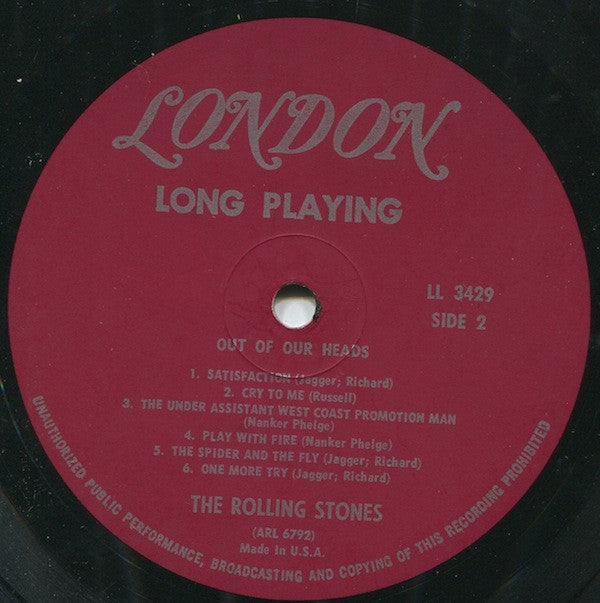 LONDON
LONG PLAYING
LL 3429
SIDE 2
OUT OF OUR HEADS
1. SATISFACTION (Jagger; Richard)
2. CRY TO ME (Russell)
3. THE UNDER ASSISTANT WEST COAST PROMOTION MAN
(Nanker Phelge)
4. PLAY WITH FIRE (Nanker Phelge)
5. THE SPIDER AND THE FLY (Jagger; Richard)
6. ONE MORE TRY (Jagger; Richard)
THE ROLLING STONES
(ARL 6792)
Made in U.S.A.
UNAUTHORIZED PUBLIC PERFORMANCE, BROADCASTING AND COPYING OF THIS RECORDING PROHIBITED